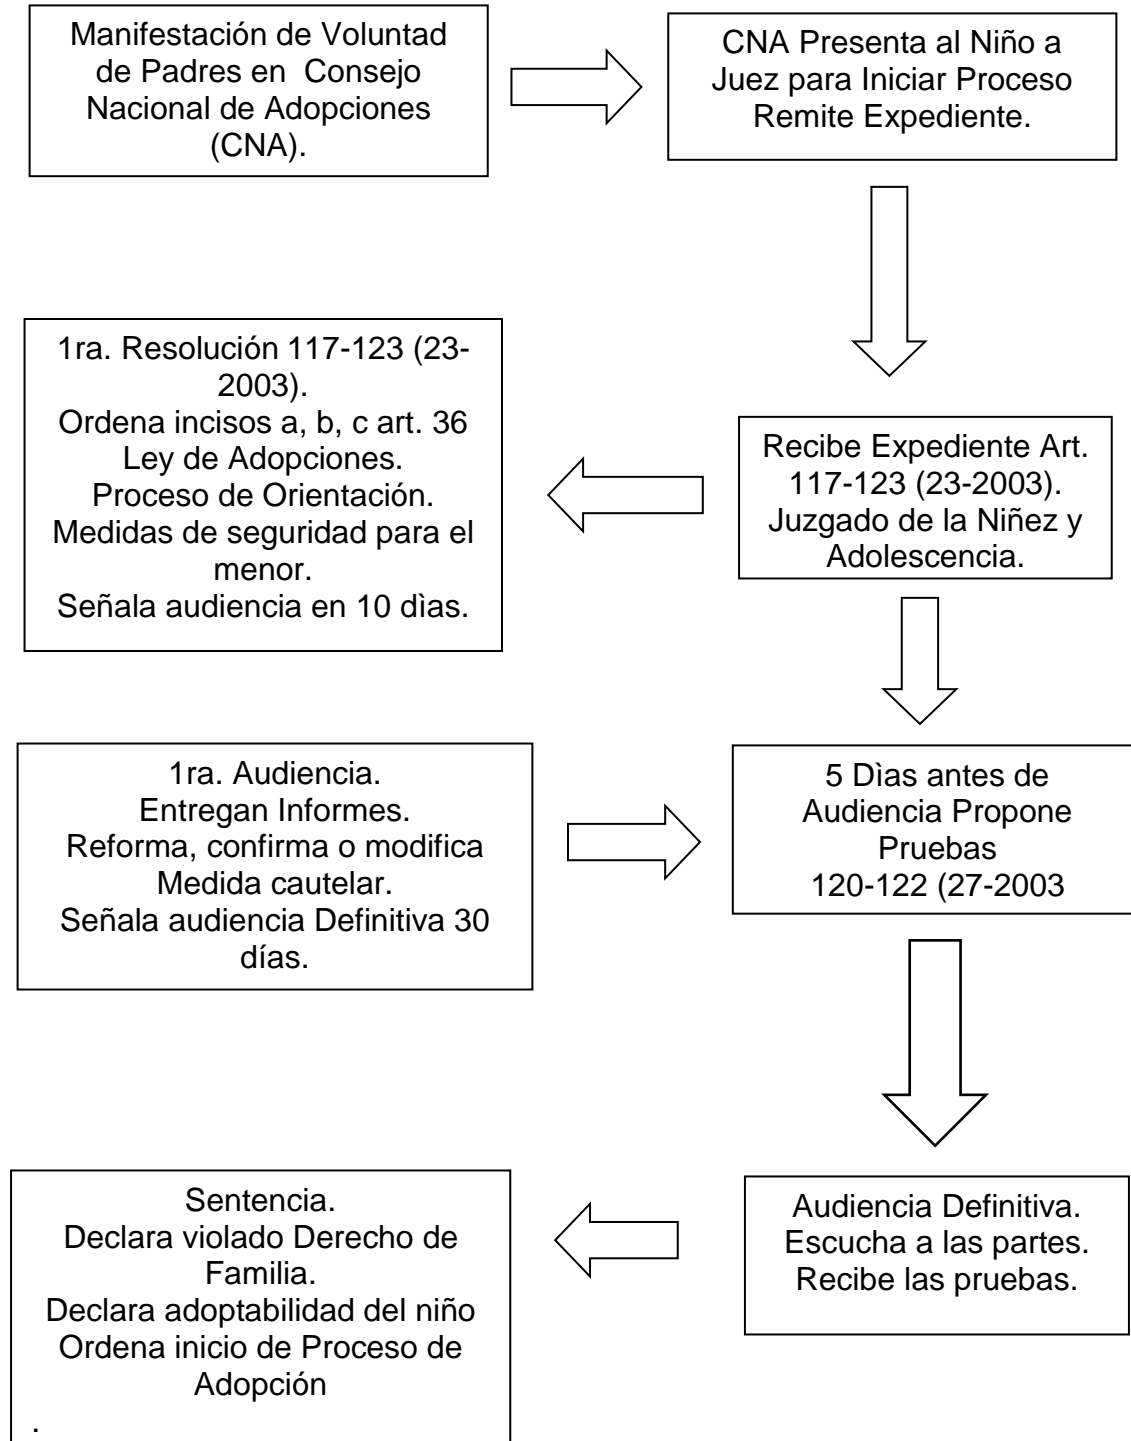 Manifestación de Voluntad
de Padres en Consejo
Nacional de Adopciones
(CNA).
CNA Presenta al Niño a
Juez para Iniciar Proceso
Remite Expediente.
1ra. Resolución 117-123 (23-
2003).
Ordena incisos a, b, c art. 36
Ley de Adopciones.
Proceso de Orientación.
Medidas de seguridad para el
menor.
Señala audiencia en 10 dìas.
Recibe Expediente Art.
117-123 (23-2003).
Juzgado de la Niñez y
Adolescencia.
1ra. Audiencia.
Entregan Informes.
Reforma, confirma o modifica
Medida cautelar.
Señala audiencia Definitiva 30
días.
5 Dìas antes de
Audiencia Propone
Pruebas
120-122 (27-2003
Sentencia.
Declara violado Derecho de
Familia.
Declara adoptabilidad del niño
Ordena inicio de Proceso de
Adopción
.
Audiencia Definitiva.
Escucha a las partes.
Recibe las pruebas.